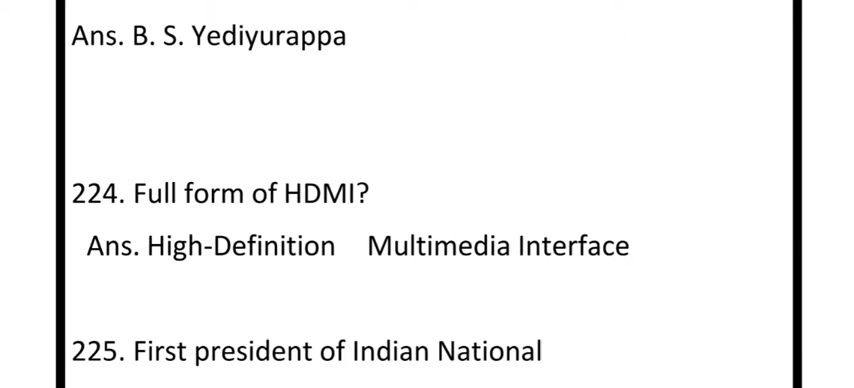 Ans. B. S. Yediyurappa
224. Full form of HDMI?
Ans. High-Definition Multimedia Interface
225. First president of Indian National